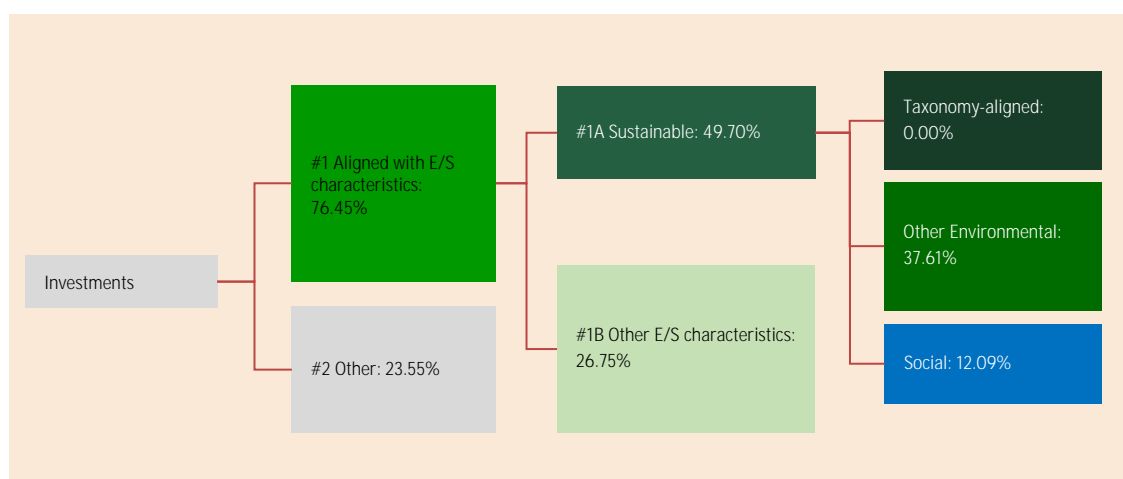 Investments
#1 Aligned with E/S
characteristics:
76.45%
#2 Other: 23.55%
#1A Sustainable: 49.70%
#1B Other E/S characteristics:
26.75%
Taxonomy-aligned:
0.00%
Other Environmental:
37.61%
Social: 12.09%